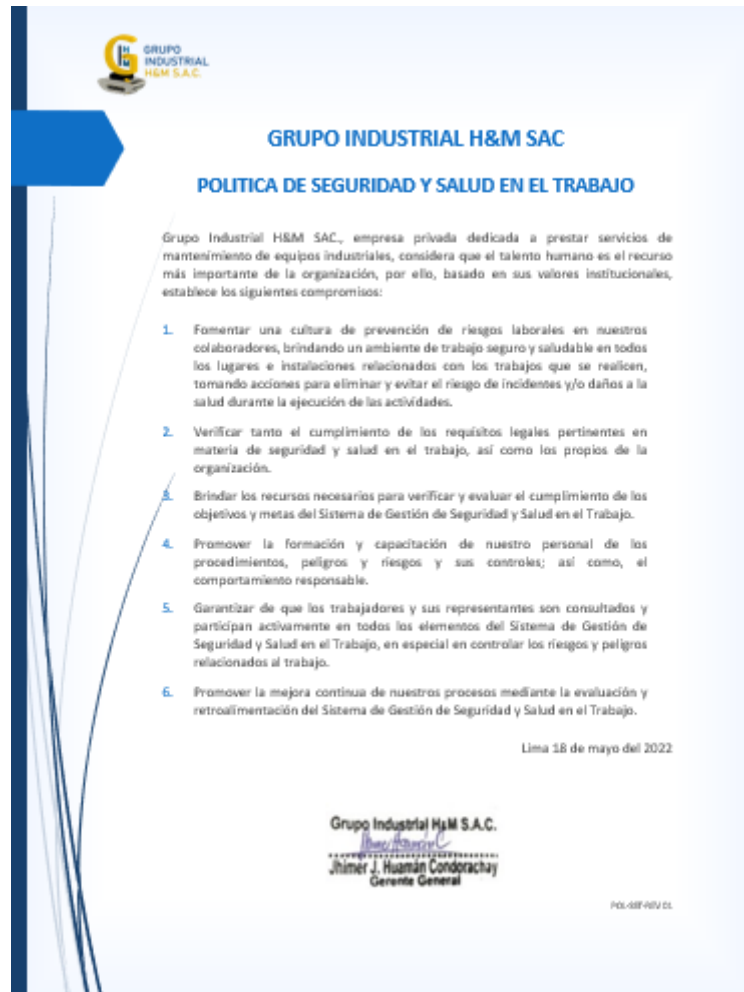 GRUPO
INDUSTRIAL
H&M S.A.C.
GRUPO INDUSTRIAL H&M SAC
POLITICA DE SEGURIDAD Y SALUD EN EL TRABAJO
Grupo Industrial H&M SAC., empresa privada dedicada a prestar servicios de
mantenimiento de equipos industriales, considera que el talento humano es el recurso
más importante de la organización, por ello, basado en sus valores institucionales,
establece los siguientes compromisos:
1. Fomentar una cultura de prevención de riesgos laborales en nuestros
colaboradores, brindando un ambiente de trabajo seguro y saludable en todos
los lugares e instalaciones relacionados con los trabajos que se realicen,
tomando acciones para eliminar y evitar el riesgo de incidentes y/o daños a la
salud durante la ejecución de las actividades.
2. Verificar tanto el cumplimiento de los requisitos legales pertinentes en
materia de seguridad y salud en el trabajo, así como los propios de la
organización.
3. Brindar los recursos necesarios para verificar y evaluar el cumplimiento de los
objetivos y metas del Sistema de Gestión de Seguridad y Salud en el Trabajo.
4. Promover la formación y capacitación de nuestro personal de los
procedimientos, peligros y riesgos y sus controles; así como, el
comportamiento responsable.
5. Garantizar de que los trabajadores y sus representantes son consultados y
participan activamente en todos los elementos del Sistema de Gestión de
Seguridad y Salud en el Trabajo, en especial en controlar los riesgos y peligros
relacionados al trabajo.
6. Promover la mejora continua de nuestros procesos mediante la evaluación y
retroalimentación del Sistema de Gestión de Seguridad y Salud en el Trabajo.
Lima 18 de mayo del 2022
Grupo Industrial H&M S.A.C.
Jhimer J. Huamán Condorachay
Gerente General